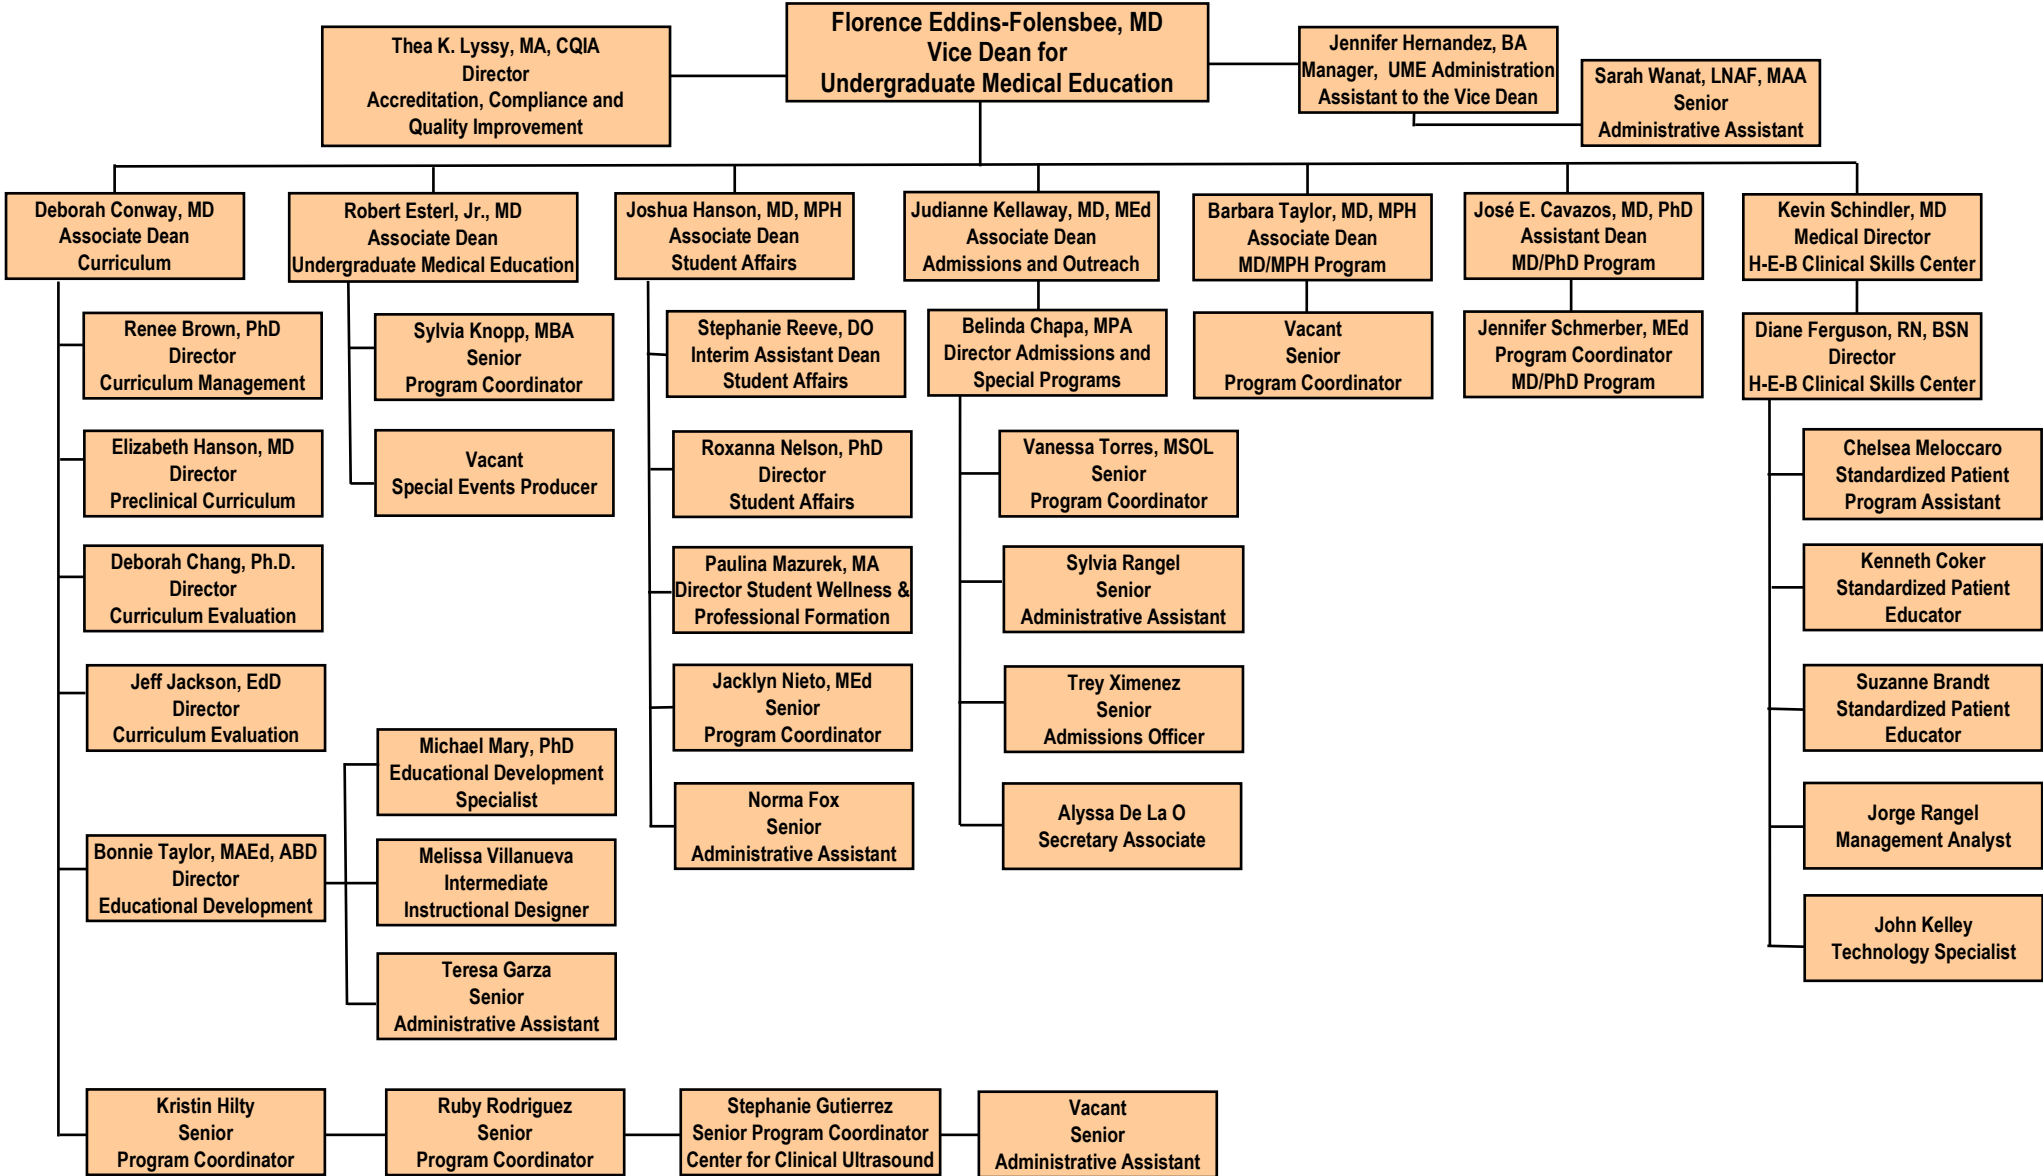 Florence Eddins-Folensbee, MD
Vice Dean for
Undergraduate Medical Education
Thea K. Lyssy, MA, CQIA
Director
Accreditation, Compliance and
Quality Improvement
Jennifer Hernandez, BA
Manager, UME Administration
Assistant to the Vice Dean
Sarah Wanat, LNAF, MAA
Senior
Administrative Assistant
Deborah Conway, MD
Associate Dean
Curriculum
Robert Esterl, Jr., MD
Associate Dean
Undergraduate Medical Education
Joshua Hanson, MD, MPH
Associate Dean
Student Affairs
Judianne Kellaway, MD, MEd
Associate Dean
Admissions and Outreach
Barbara Taylor, MD, MPH
Associate Dean
MD/MPH Program
José E. Cavazos, MD, PhD
Assistant Dean
MD/PhD Program
Kevin Schindler, MD
Medical Director
H-E-B Clinical Skills Center
Renee Brown, PhD
Director
Curriculum Management
Sylvia Knopp, MBA
Senior
Program Coordinator
Stephanie Reeve, DO
Interim Assistant Dean
Student Affairs
Belinda Chapa, MPA
Director Admissions and
Special Programs
Vacant
Senior
Program Coordinator
Jennifer Schmerber, MEd
Program Coordinator
MD/PhD Program
Diane Ferguson, RN, BSN
Director
H-E-B Clinical Skills Center
Elizabeth Hanson, MD
Director
Preclinical Curriculum
Vacant
Special Events Producer
Roxanna Nelson, PhD
Director
Student Affairs
Vanessa Torres, MSOL
Senior
Program Coordinator
Chelsea Meloccaro
Standardized Patient
Program Assistant
Deborah Chang, Ph.D.
Director
Curriculum Evaluation
Paulina Mazurek, MA
Director Student Wellness &
Professional Formation
Sylvia Rangel
Senior
Administrative Assistant
Kenneth Coker
Standardized Patient
Educator
Jeff Jackson, EdD
Director
Curriculum Evaluation
Jacklyn Nieto, MEd
Senior
Program Coordinator
Trey Ximenez
Senior
Admissions Officer
Suzanne Brandt
Standardized Patient
Educator
Michael Mary, PhD
Educational Development
Specialist
Norma Fox
Senior
Administrative Assistant
Alyssa De La O
Secretary Associate
Jorge Rangel
Management Analyst
Bonnie Taylor, MAEd, ABD
Director
Educational Development
Melissa Villanueva
Intermediate
Instructional Designer
John Kelley
Technology Specialist
Teresa Garza
Senior
Administrative Assistant
Kristin Hilty
Senior
Program Coordinator
Ruby Rodriguez
Senior
Program Coordinator
Stephanie Gutierrez
Senior Program Coordinator
Center for Clinical Ultrasound
Vacant
Senior
Administrative Assistant